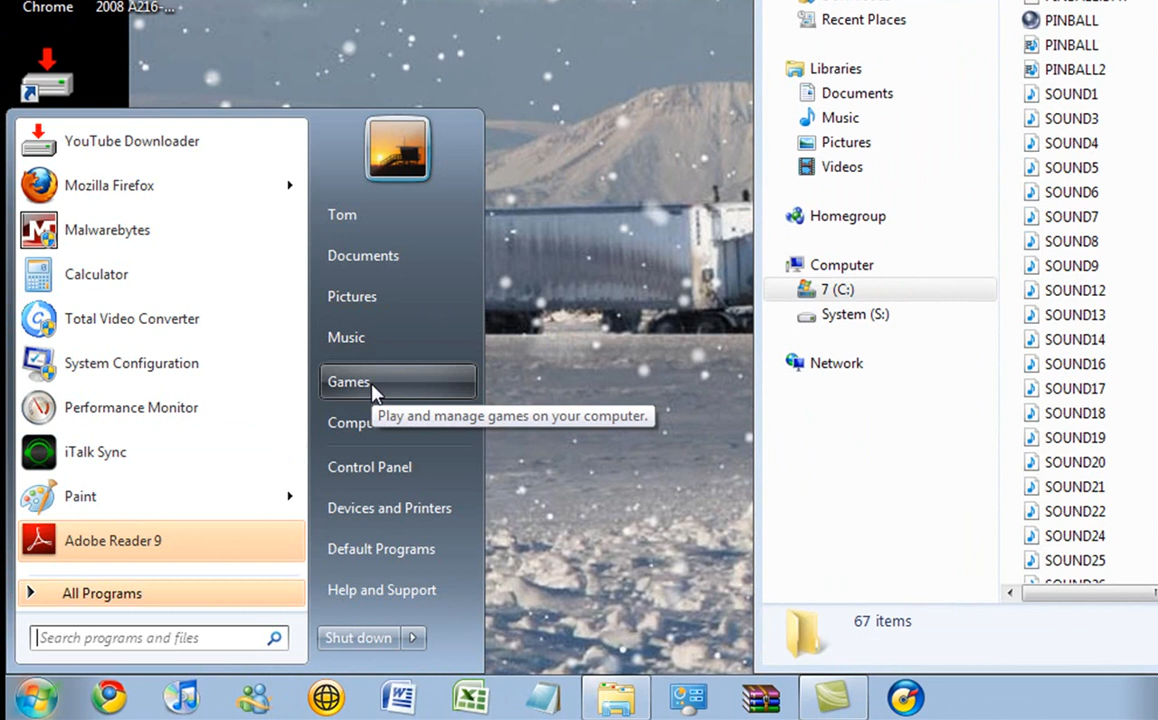 Chrome
2008 A216-...
YouTube Downloader
Mozilla Firefox
Malwarebytes
Calculator
Total Video Converter
System Configuration
Performance Monitor
iTalk Sync
Paint
Adobe Reader 9
All Programs
Search programs and files
Tom
Documents
Pictures
Music
Games
Play and manage games on your computer.
Compu
Control Panel
Devices and Printers
Default Programs
Help and Support
Shut down
Recent Places
Libraries
Documents
Music
Pictures
Videos
Homegroup
Computer
7 (C:)
System (S:)
Network
PINBALL
PINBALL
PINBALL2
SOUND1
SOUND3
SOUND4
SOUND5
SOUND6
SOUND7
SOUND8
SOUND9
SOUND12
SOUND13
SOUND14
SOUND16
SOUND17
SOUND18
SOUND19
SOUND20
SOUND21
SOUND22
SOUND24
SOUND25
67 items